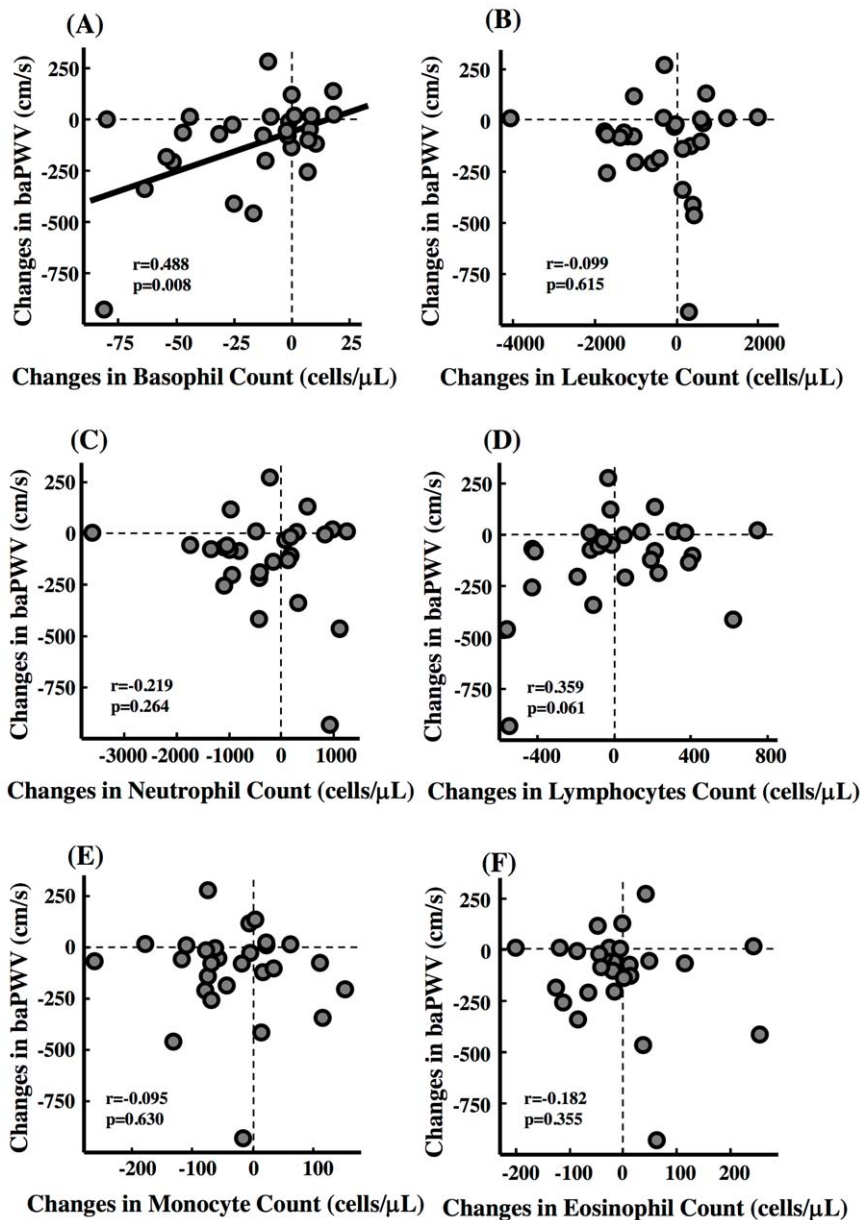 (A)
Changes in baPWV (cm/s)
250
0
-250
-500
-750
r=0.488
p=0.008
-75 -50 -25 0 25
Changes in Basophil Count (cells/μL)
(B)
Changes in baPWV (cm/s)
250
0
-250
-500
-750
r=-0.099
p=0.615
-4000 -2000 0 2000
Changes in Leukocyte Count (cells/μL)
(C)
Changes in baPWV (cm/s)
250
0
-250
-500
-750
r=-0.219
p=0.264
-3000 -2000 -1000 0 1000
Changes in Neutrophil Count (cells/μL)
(D)
Changes in baPWV (cm/s)
250
0
-250
-500
-750
r=0.359
p=0.061
-400 0 400 800
Changes in Lymphocytes Count (cells/μL)
(E)
Changes in baPWV (cm/s)
250
0
-250
-500
-750
r=-0.095
p=0.630
-200 -100 0 100
Changes in Monocyte Count (cells/μL)
(F)
Changes in baPWV (cm/s)
250
0
-250
-500
-750
r=-0.182
p=0.355
-200 -100 0 100 200
Changes in Eosinophil Count (cells/μL)